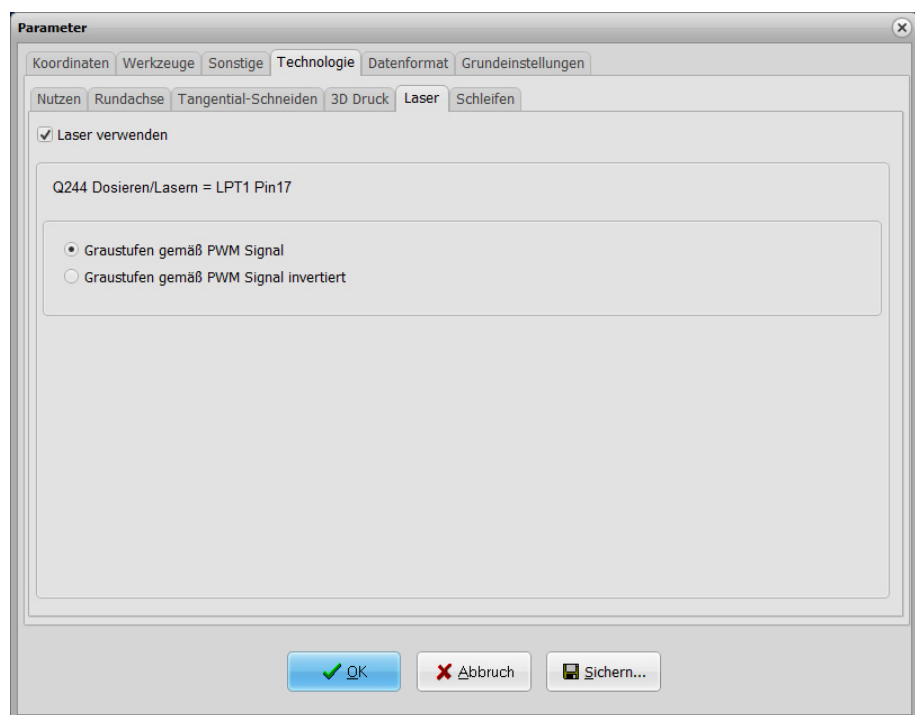 Parameter
Koordinaten Werkzeuge Sonstige Technologie Datenformat Grundeinstellungen
Nutzen Rundachse Tangential-Schneiden 3D Druck Laser Schleifen
Laser verwenden
Q244 Dosieren/Lasern = LPT1 Pin17
Graustufen gemäß PWM Signal
Graustufen gemäß PWM Signal invertiert
OK Abbruch Sichern...